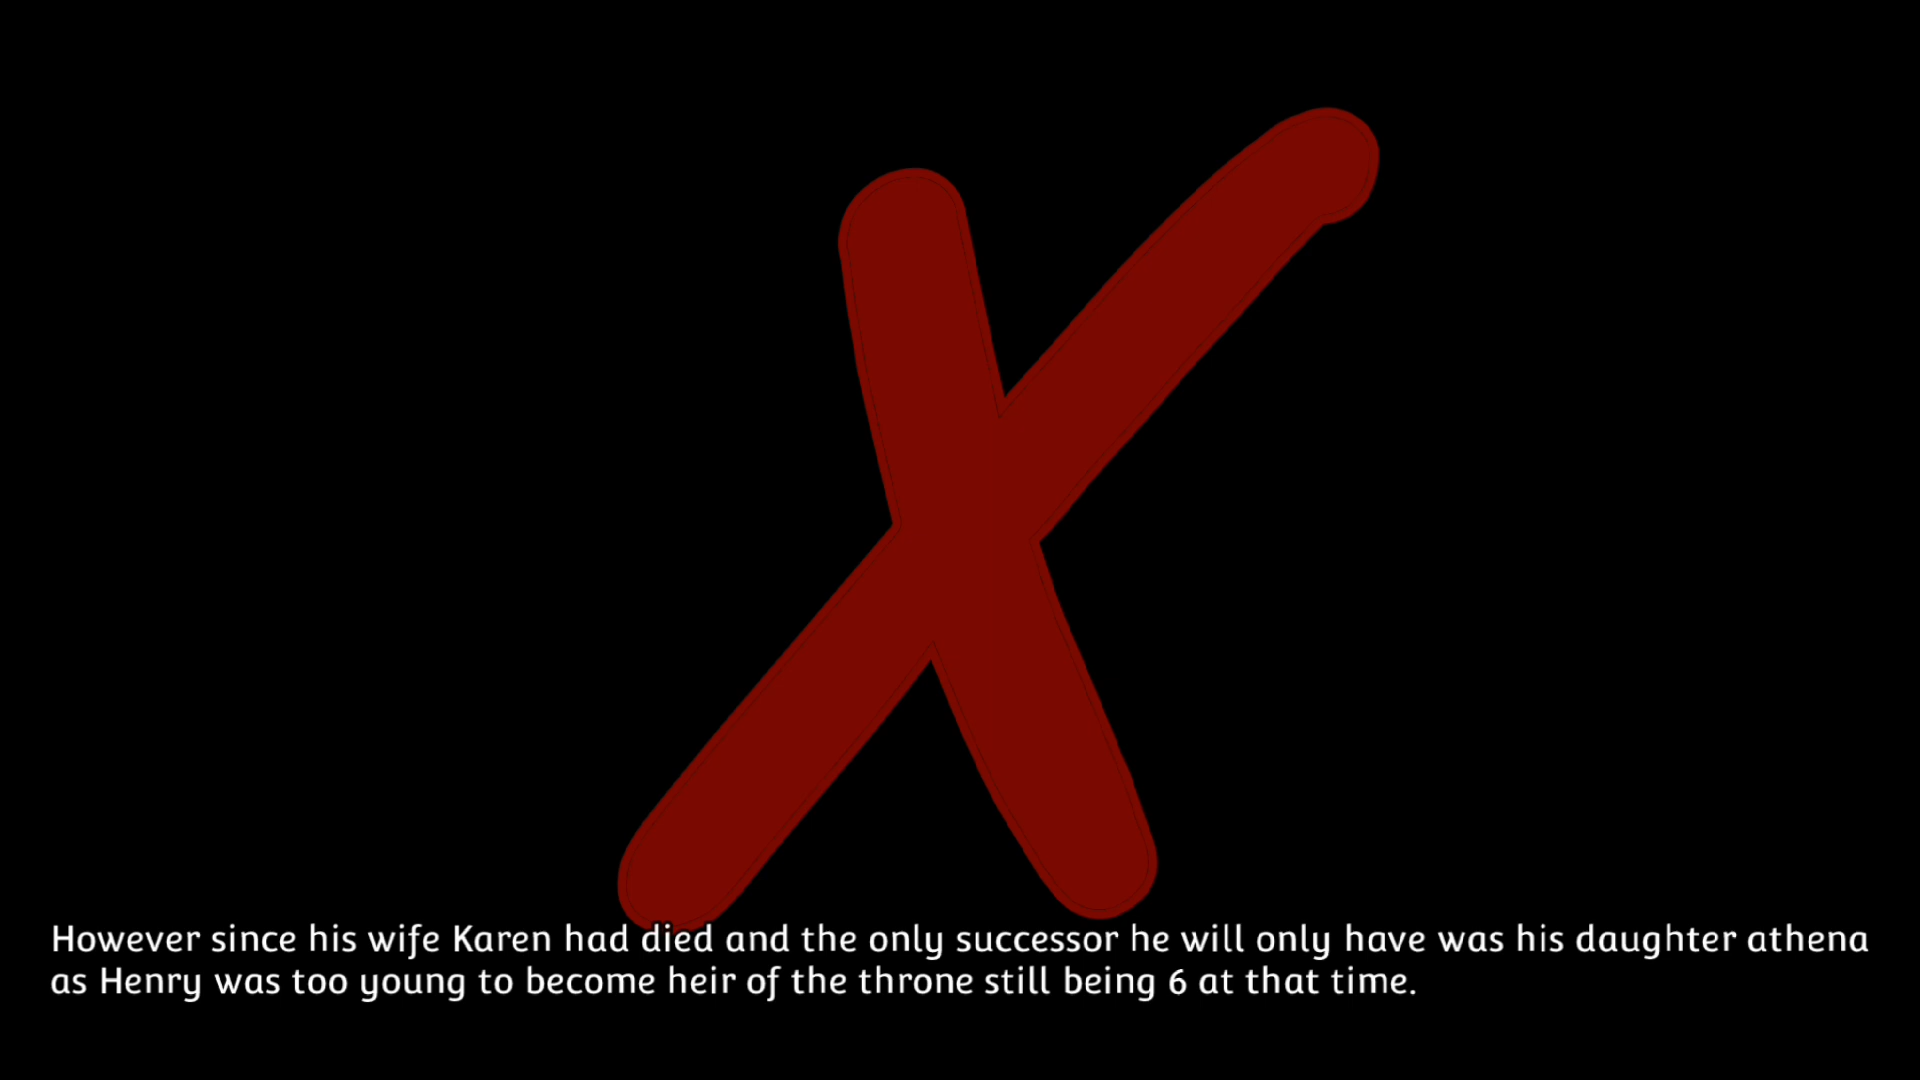 However since his wife Karen had died and the only successor he will only have was his daughter athena
as Henry was too young to become heir of the throne still being 6 at that time.